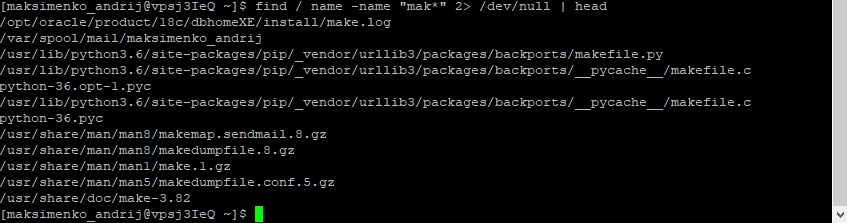 [maksimenko_andrij@vpsj3IeQ ~]$ find / name -name "mak*" 2> /dev/null | head
/opt/oracle/product/18c/dbhomeXE/install/make.log
/var/spool/mail/maksimenko_andrij
/usr/lib/python3.6/site-packages/pip/_vendor/urllib3/packages/backports/makefile.py
/usr/lib/python3.6/site-packages/pip/_vendor/urllib3/packages/backports/__pycache__/makefile.c
python-36.opt-1.pyc
/usr/lib/python3.6/site-packages/pip/_vendor/urllib3/packages/backports/__pycache__/makefile.c
python-36.pyc
/usr/share/man/man8/makemap.sendmail.8.gz
/usr/share/man/man8/makedumpfile.8.gz
/usr/share/man/man1/make.1.gz
/usr/share/man/man5/makedumpfile.conf.5.gz
/usr/share/doc/make-3.82
[maksimenko_andrij@vpsj3IeQ ~]$